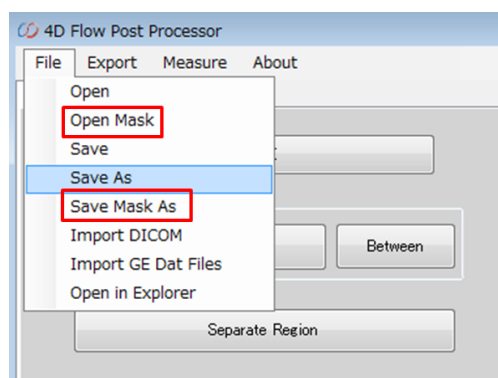 4D Flow Post Processor
File Export Measure About
Open
Open Mask
Save
Save As
Save Mask As
Import DICOM
Import GE Dat Files
Open in Explorer
Between
Separate Region